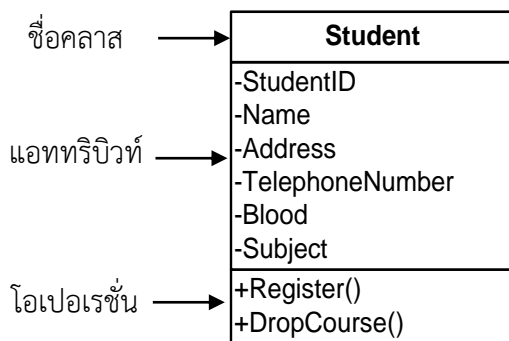 ชื่อคลาส
Student
แอททริบิวท์
-StudentID
-Name
-Address
-TelephoneNumber
-Blood
-Subject
โอเปอเรชั่น
+Register()
+DropCourse()